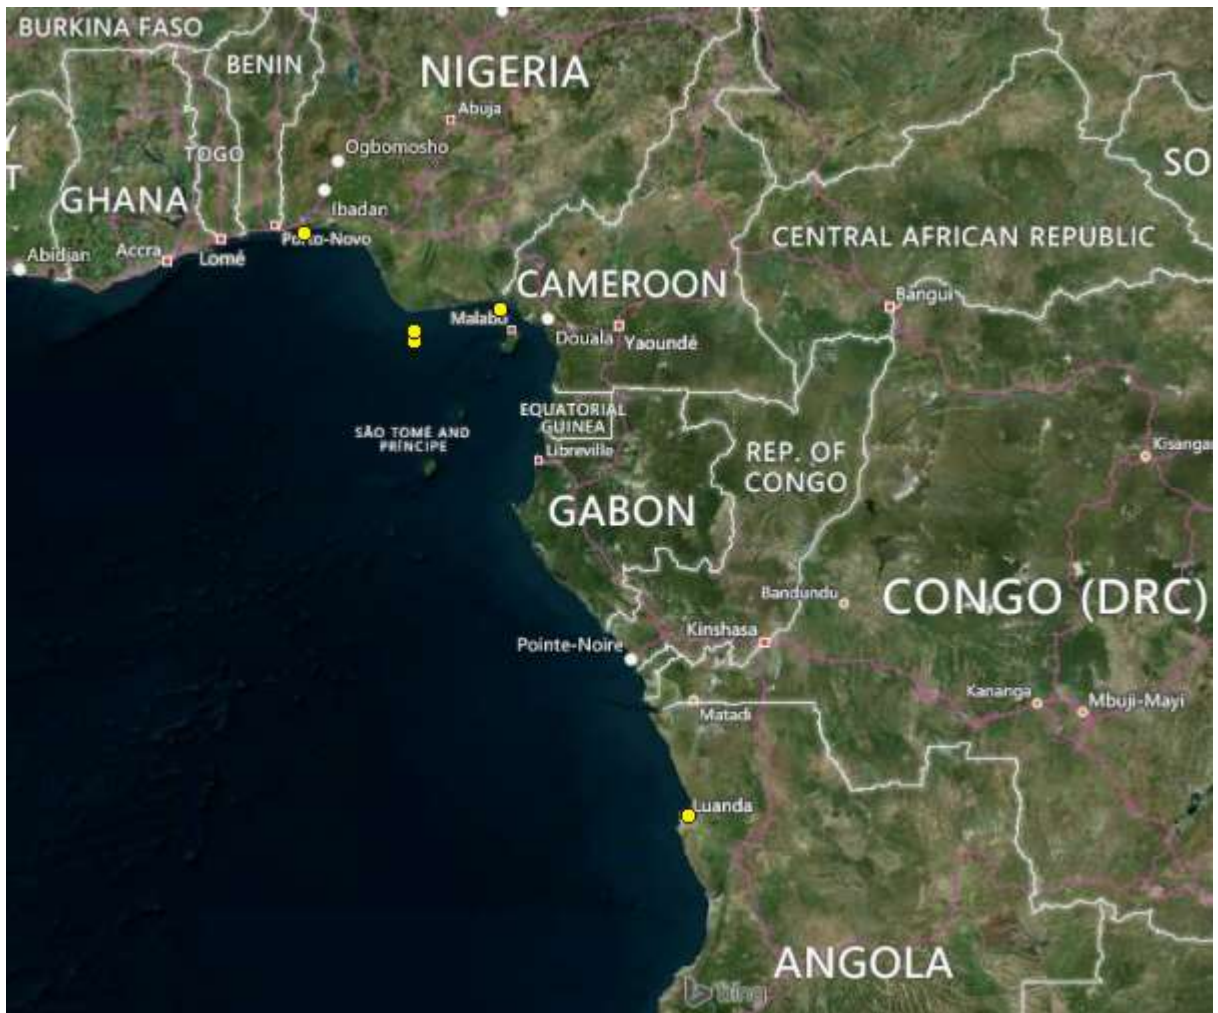 BURKINA FASO
BENIN
NIGERIA
Abuja
Ogbomosho
TOGO
Y
T
SO
GHANA
Ibadan
Porto-Novo
Abidjan
Accra
Lomé
CENTRAL AFRICAN REPUBLIC
CAMEROON
Bangui
Malabo
Douala
Yaoundé
EQUATORIAL
GUINEA
SÃO TOMÉ AND
PRÍNCIPE
Libreville
REP. OF
CONGO
Kisangan
GABON
Bandundu
CONGO (DRC)
Kinshasa
Pointe-Noire
Kananga
Mbuji-Mayi
Matadi
Luanda
ANGOLA
bing